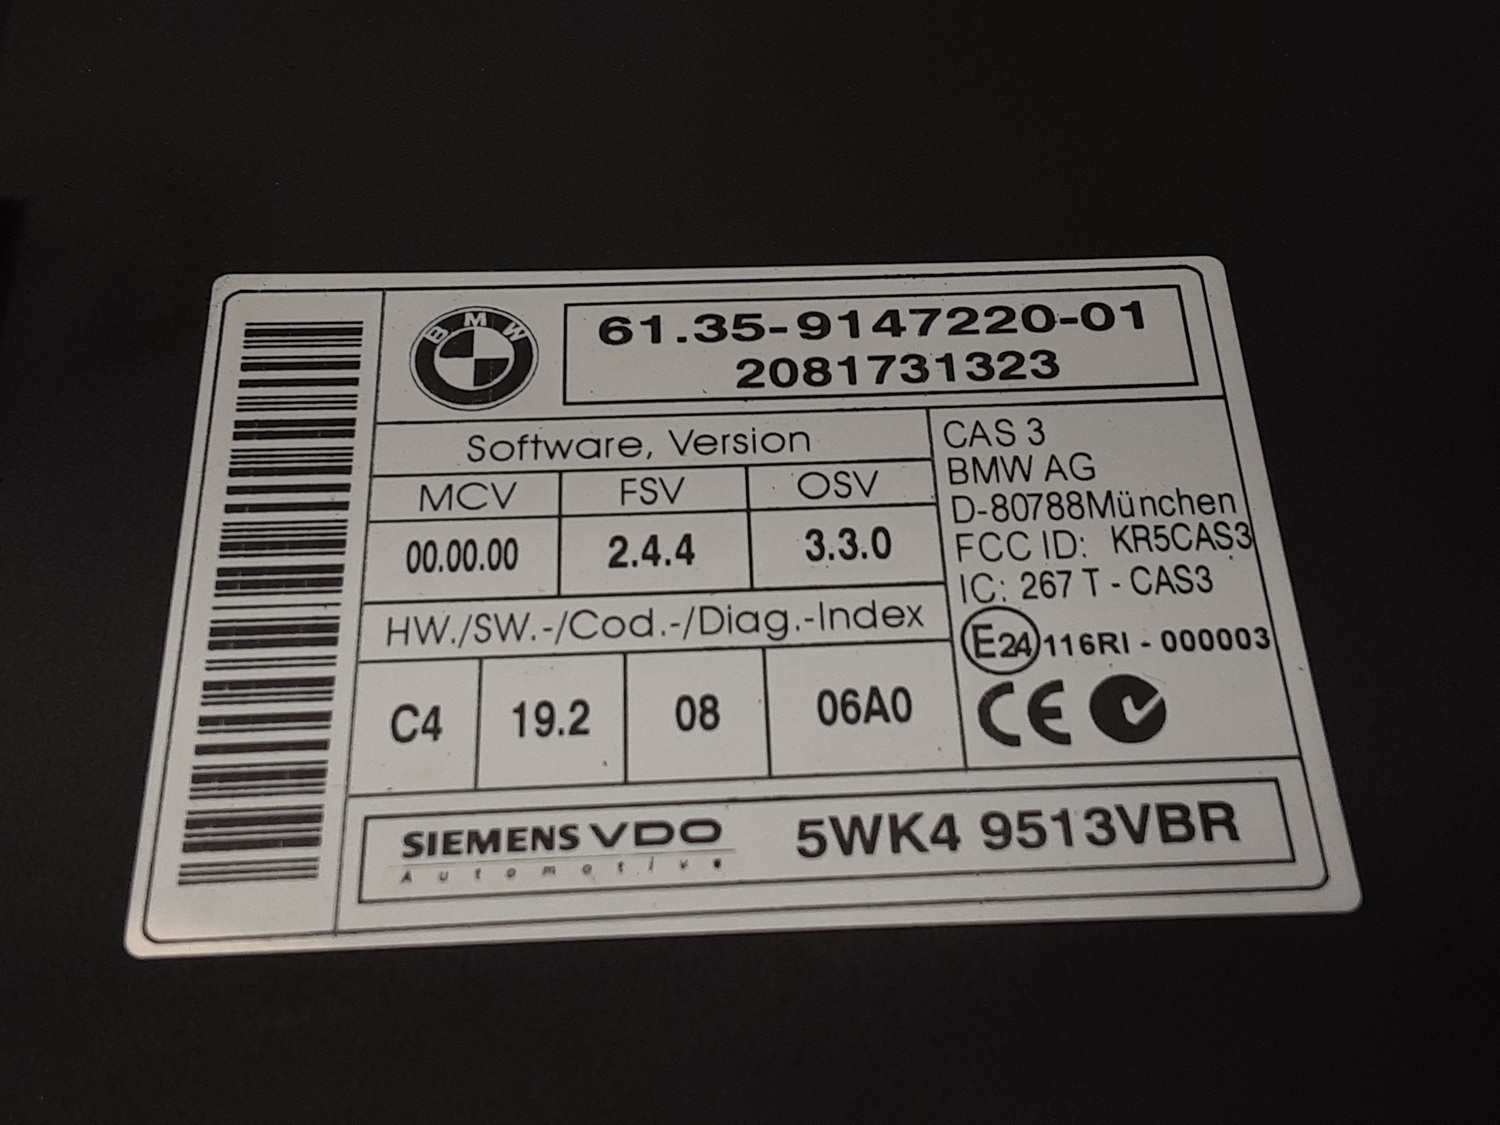 BMW
61.35-9147220-01
2081731323
Software, Version
MCV FSV OSV
00.00.00 2.4.4 3.3.0
HW./SW.-/Cod.-/Diag.-Index
C4 19.2 08 06A0
CAS 3
BMW AG
D-80788München
FCC ID: KR5CAS3
IC: 267 T - CAS3
E24 116RI - 000003
CE
SIEMENS VDO
Automotive
5WK4 9513VBR